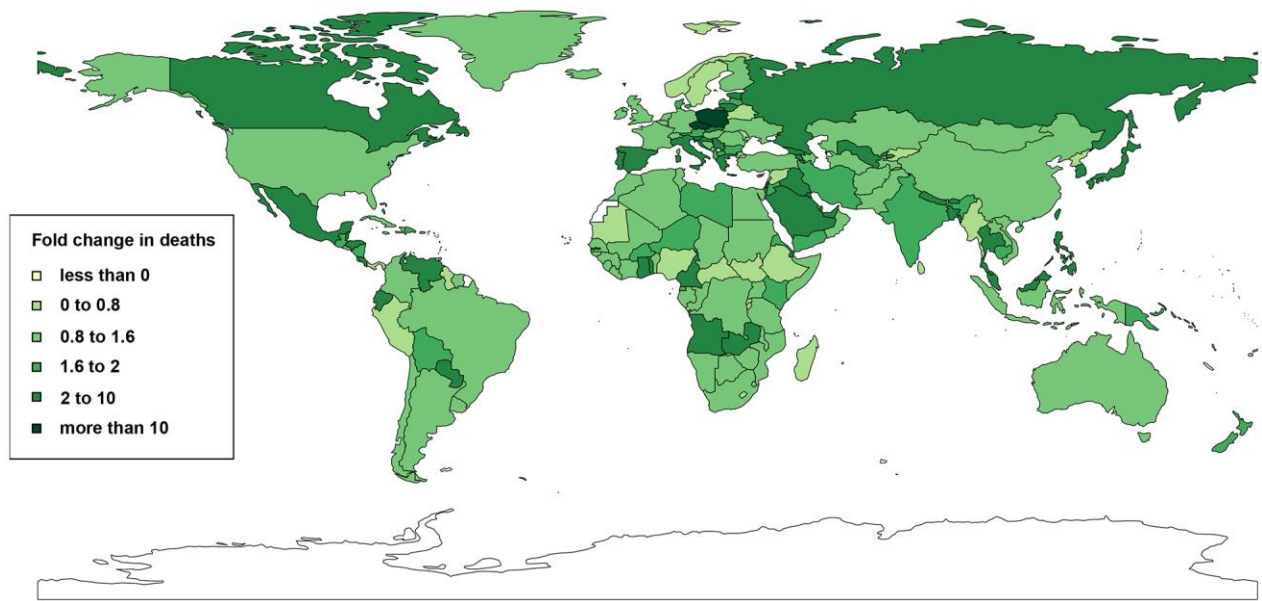 Fold change in deaths
less than 0
0 to 0.8
0.8 to 1.6
1.6 to 2
2 to 10
more than 10